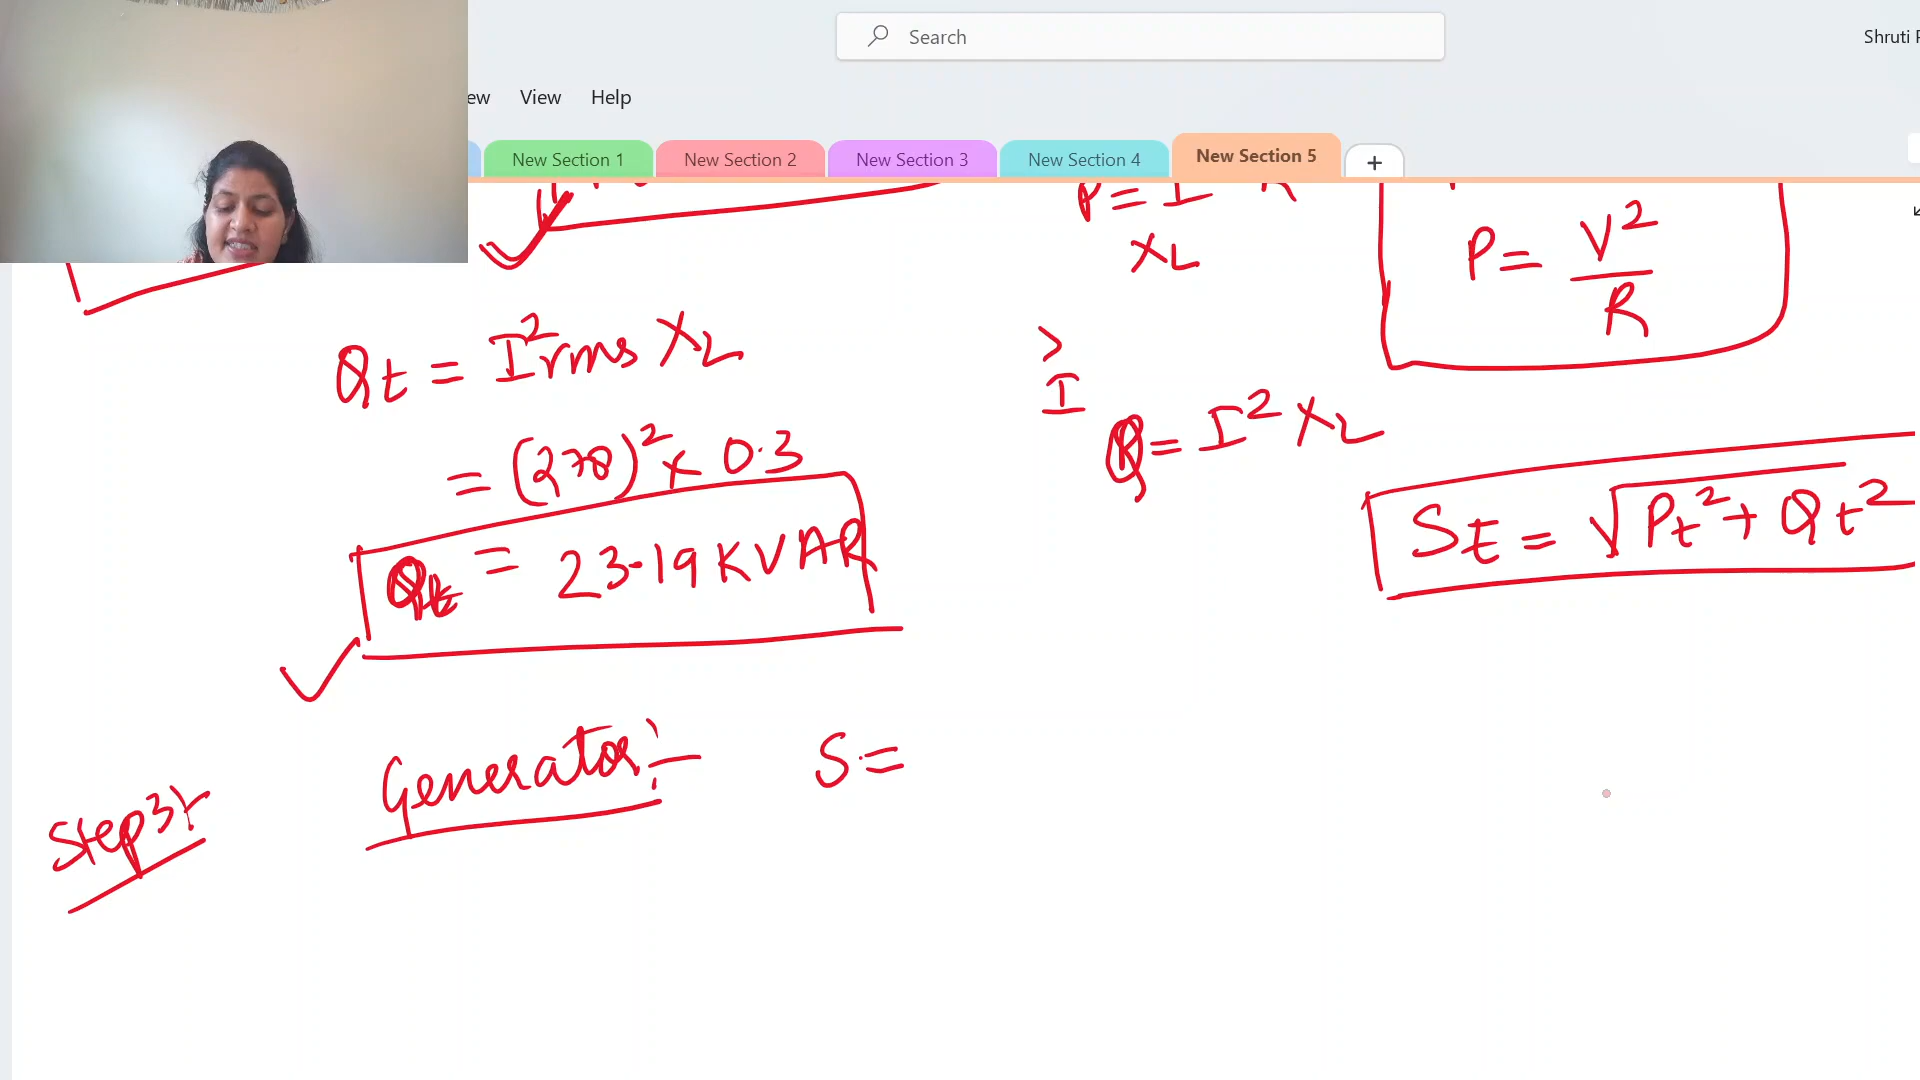 Search
Shruti
ew View Help
New Section 1 New Section 2 New Section 3 New Section 4 New Section 5 +
P = I R
XL
P = V²/R
Qt = I²rms XL
>
I
Q = I² XL
= (278)² x 0.3
St = √Pt² + Qt²
Qt = 23.19 KVAR
Generator:- S =
Step 3:-